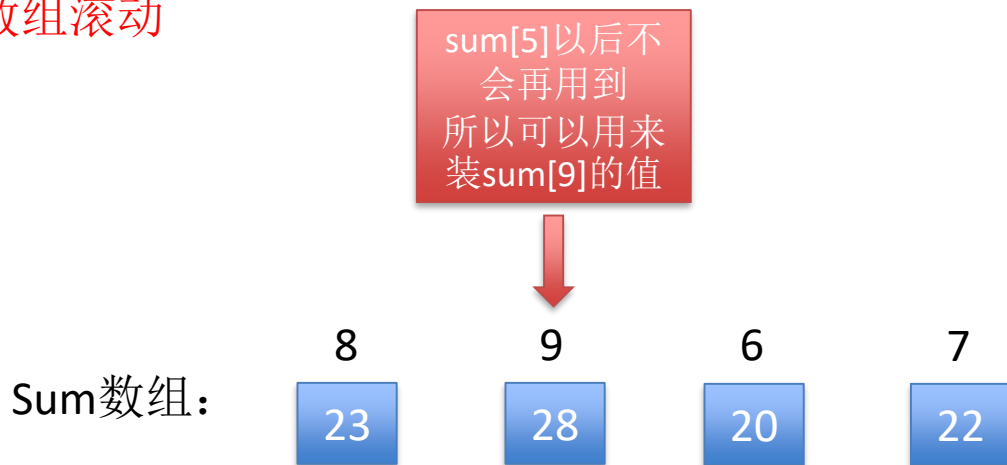 数组滚动
sum[5]以后不
会再用到
所以可以用来
装sum[9]的值
8 9 6 7
Sum数组：
23 28 20 22